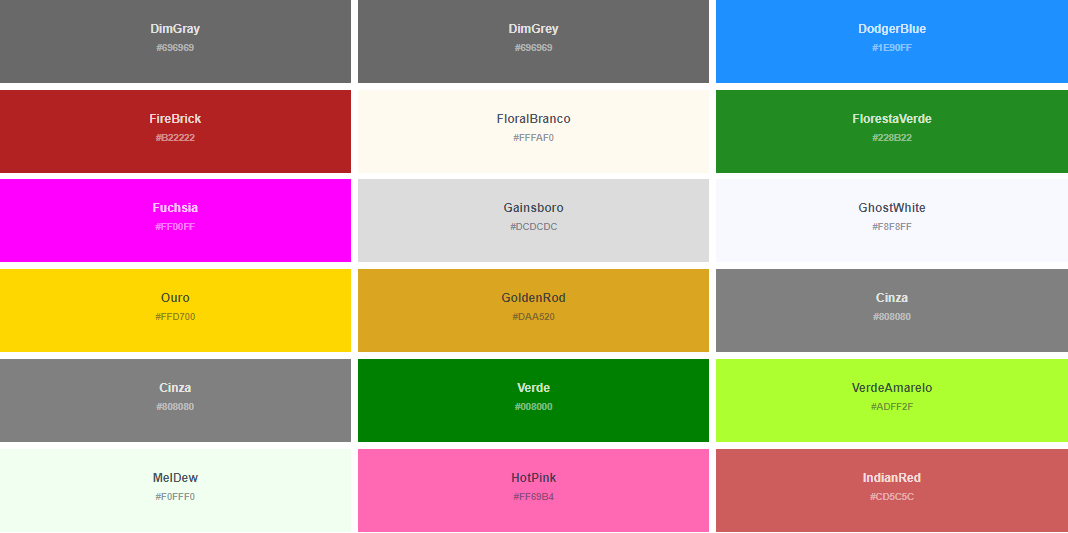 DimGray
#696969
DimGrey
#696969
DodgerBlue
#1E90FF
FireBrick
#B22222
FloralBranco
#FFFAF0
FlorestaVerde
#228B22
Fuchsia
#FF00FF
Gainsboro
#DCDCDC
GhostWhite
#F8F8FF
Ouro
#FFD700
GoldenRod
#DAA520
Cinza
#808080
Cinza
#808080
Verde
#008000
VerdeAmarelo
#ADFF2F
MelDew
#F0FFF0
HotPink
#FF69B4
IndianRed
#CD5C5C